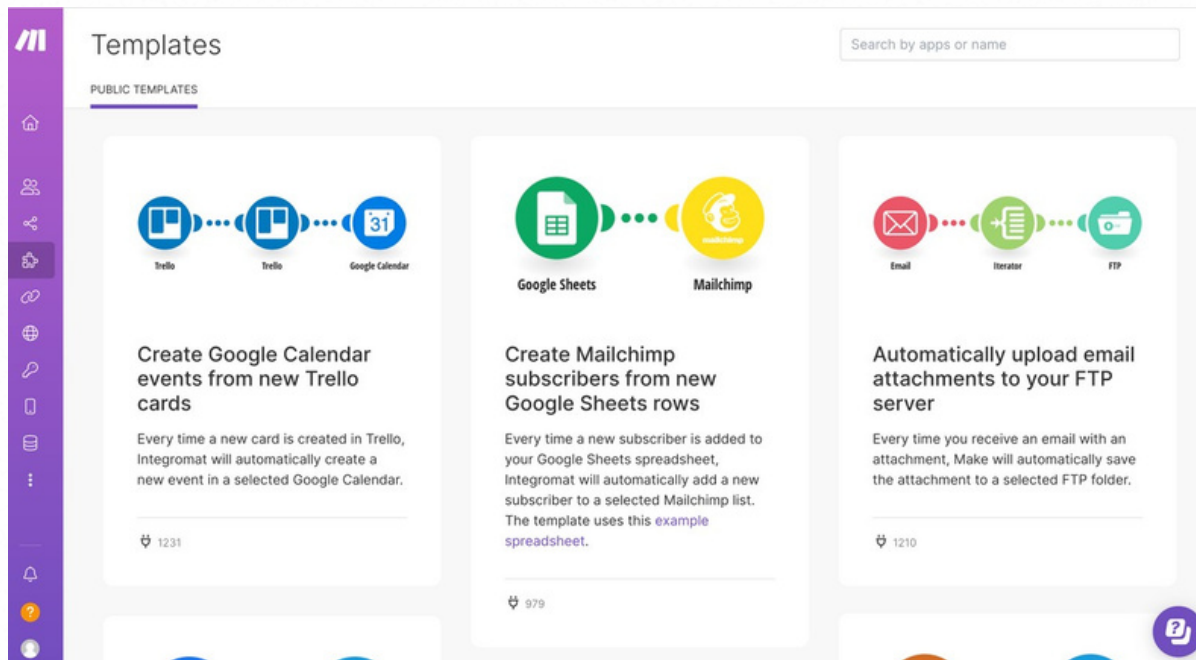 Templates
Search by apps or name
PUBLIC TEMPLATES
31
Trello
Trello
Google Calendar
Create Google Calendar
events from new Trello
cards
Every time a new card is created in Trello,
Integromat will automatically create a
new event in a selected Google Calendar.
1231
mailchimp
Google Sheets
Mailchimp
Create Mailchimp
subscribers from new
Google Sheets rows
Every time a new subscriber is added to
your Google Sheets spreadsheet,
Integromat will automatically add a new
subscriber to a selected Mailchimp list.
The template uses this example
spreadsheet.
979
Email
Iterator
FTP
Automatically upload email
attachments to your FTP
server
Every time you receive an email with an
attachment, Make will automatically save
the attachment to a selected FTP folder.
1210
?
?